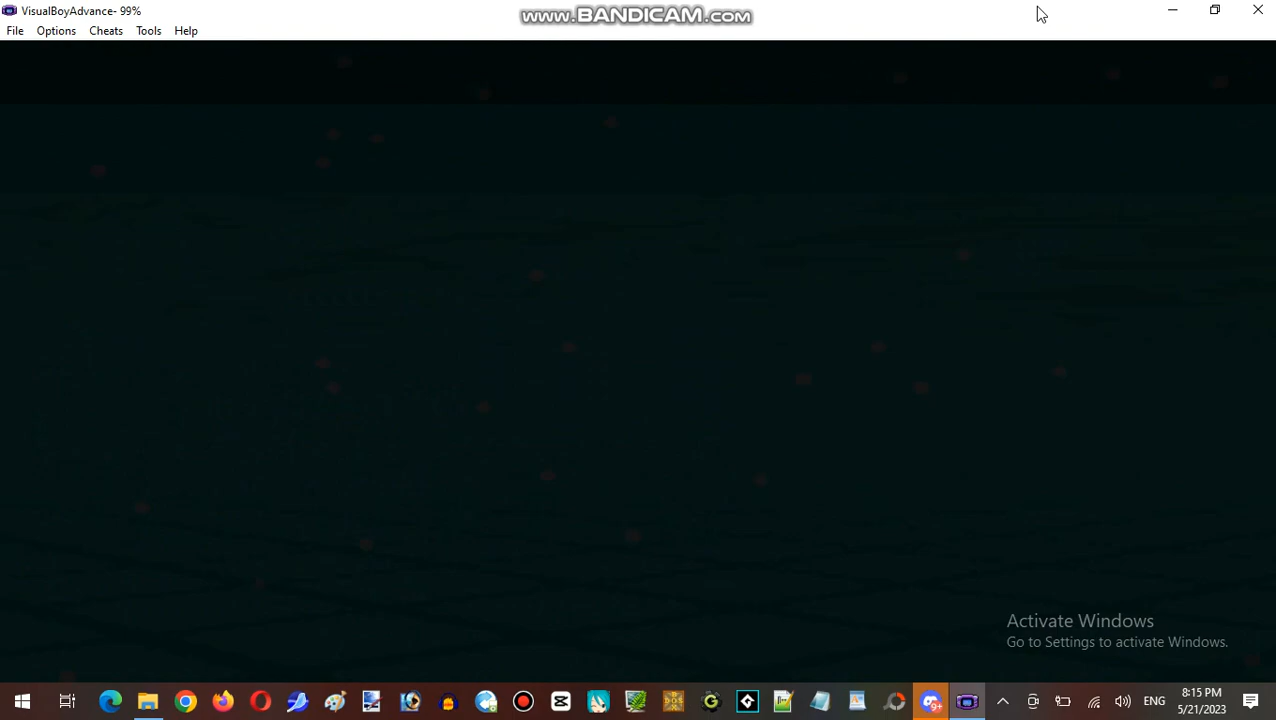 VisualBoyAdvance- 99%
www.BANDICAM.com
File Options Cheats Tools Help
Activate Windows
Go to Settings to activate Windows.
9+
ENG
8:15 PM
5/21/2023